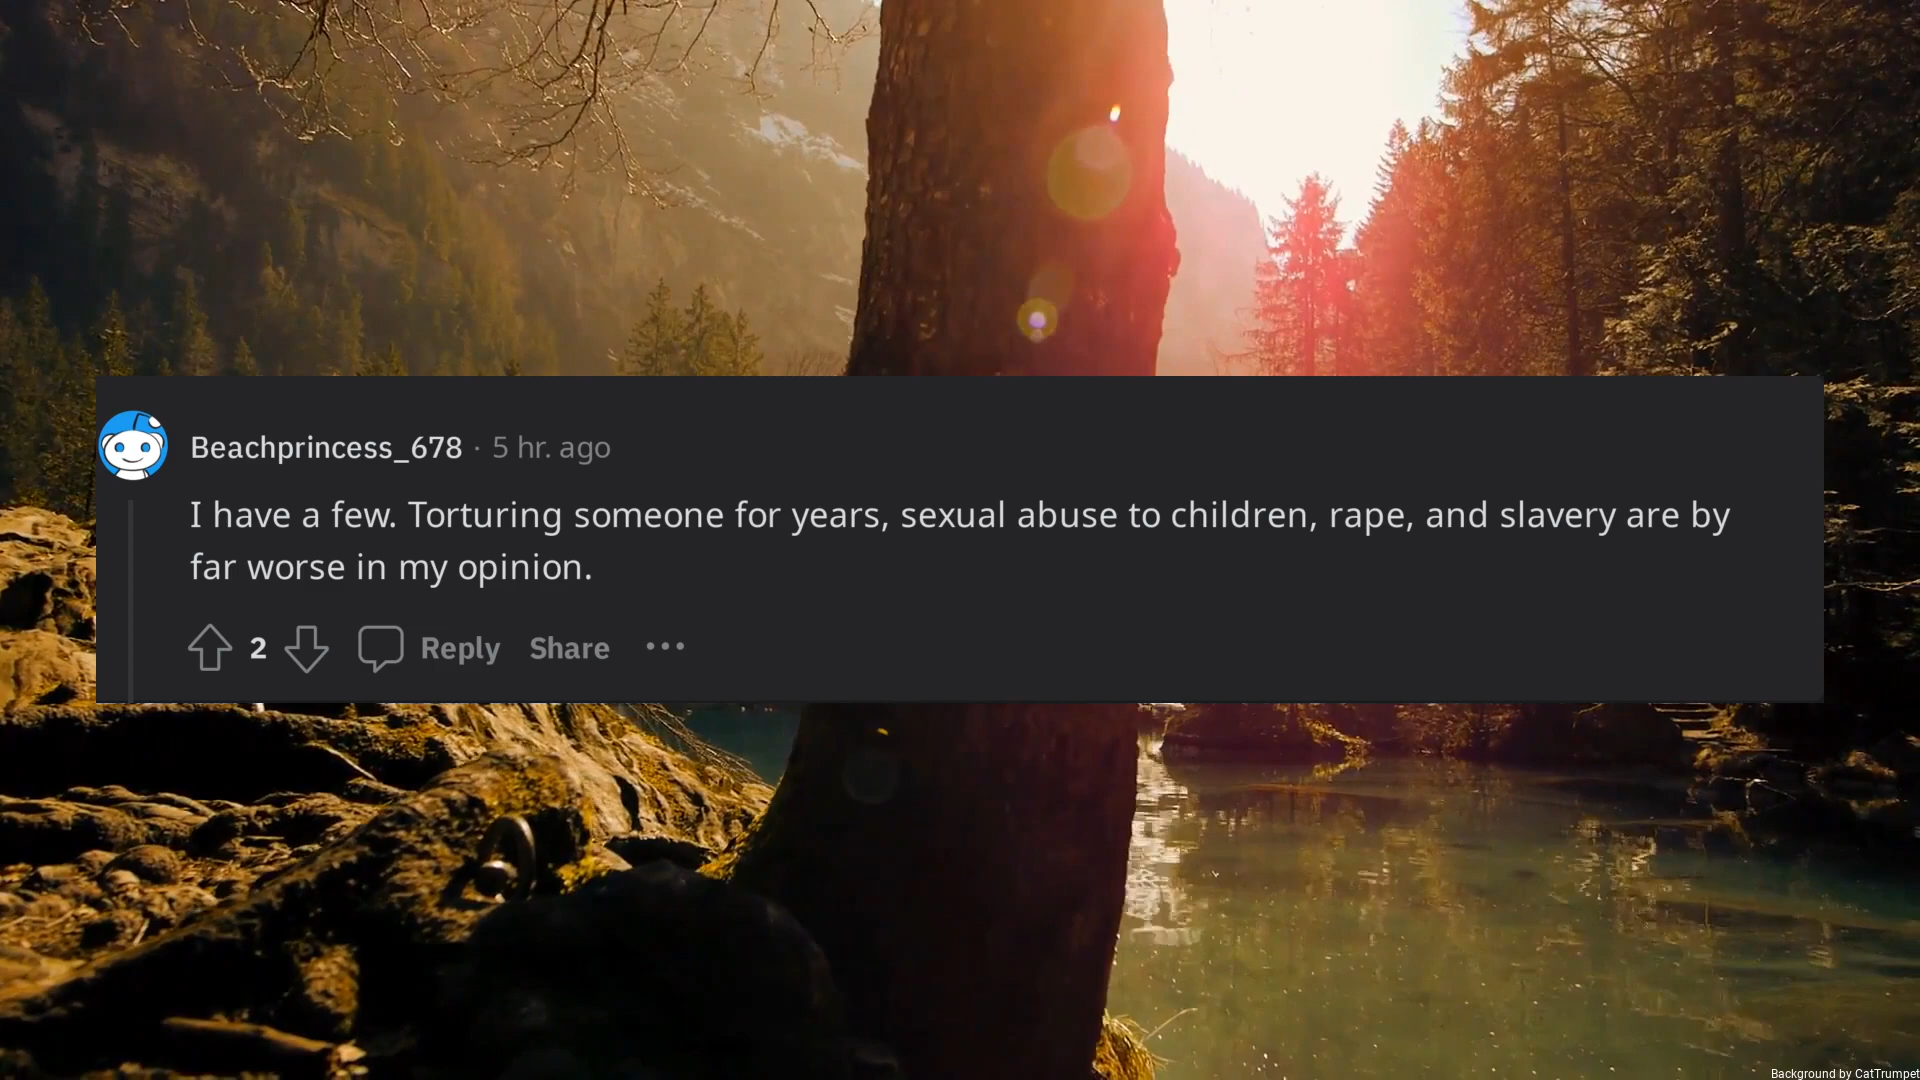 Beachprincess_678 · 5 hr. ago
I have a few. Torturing someone for years, sexual abuse to children, rape, and slavery are by
far worse in my opinion.
2 Reply Share ···
Background by CatTrumpet